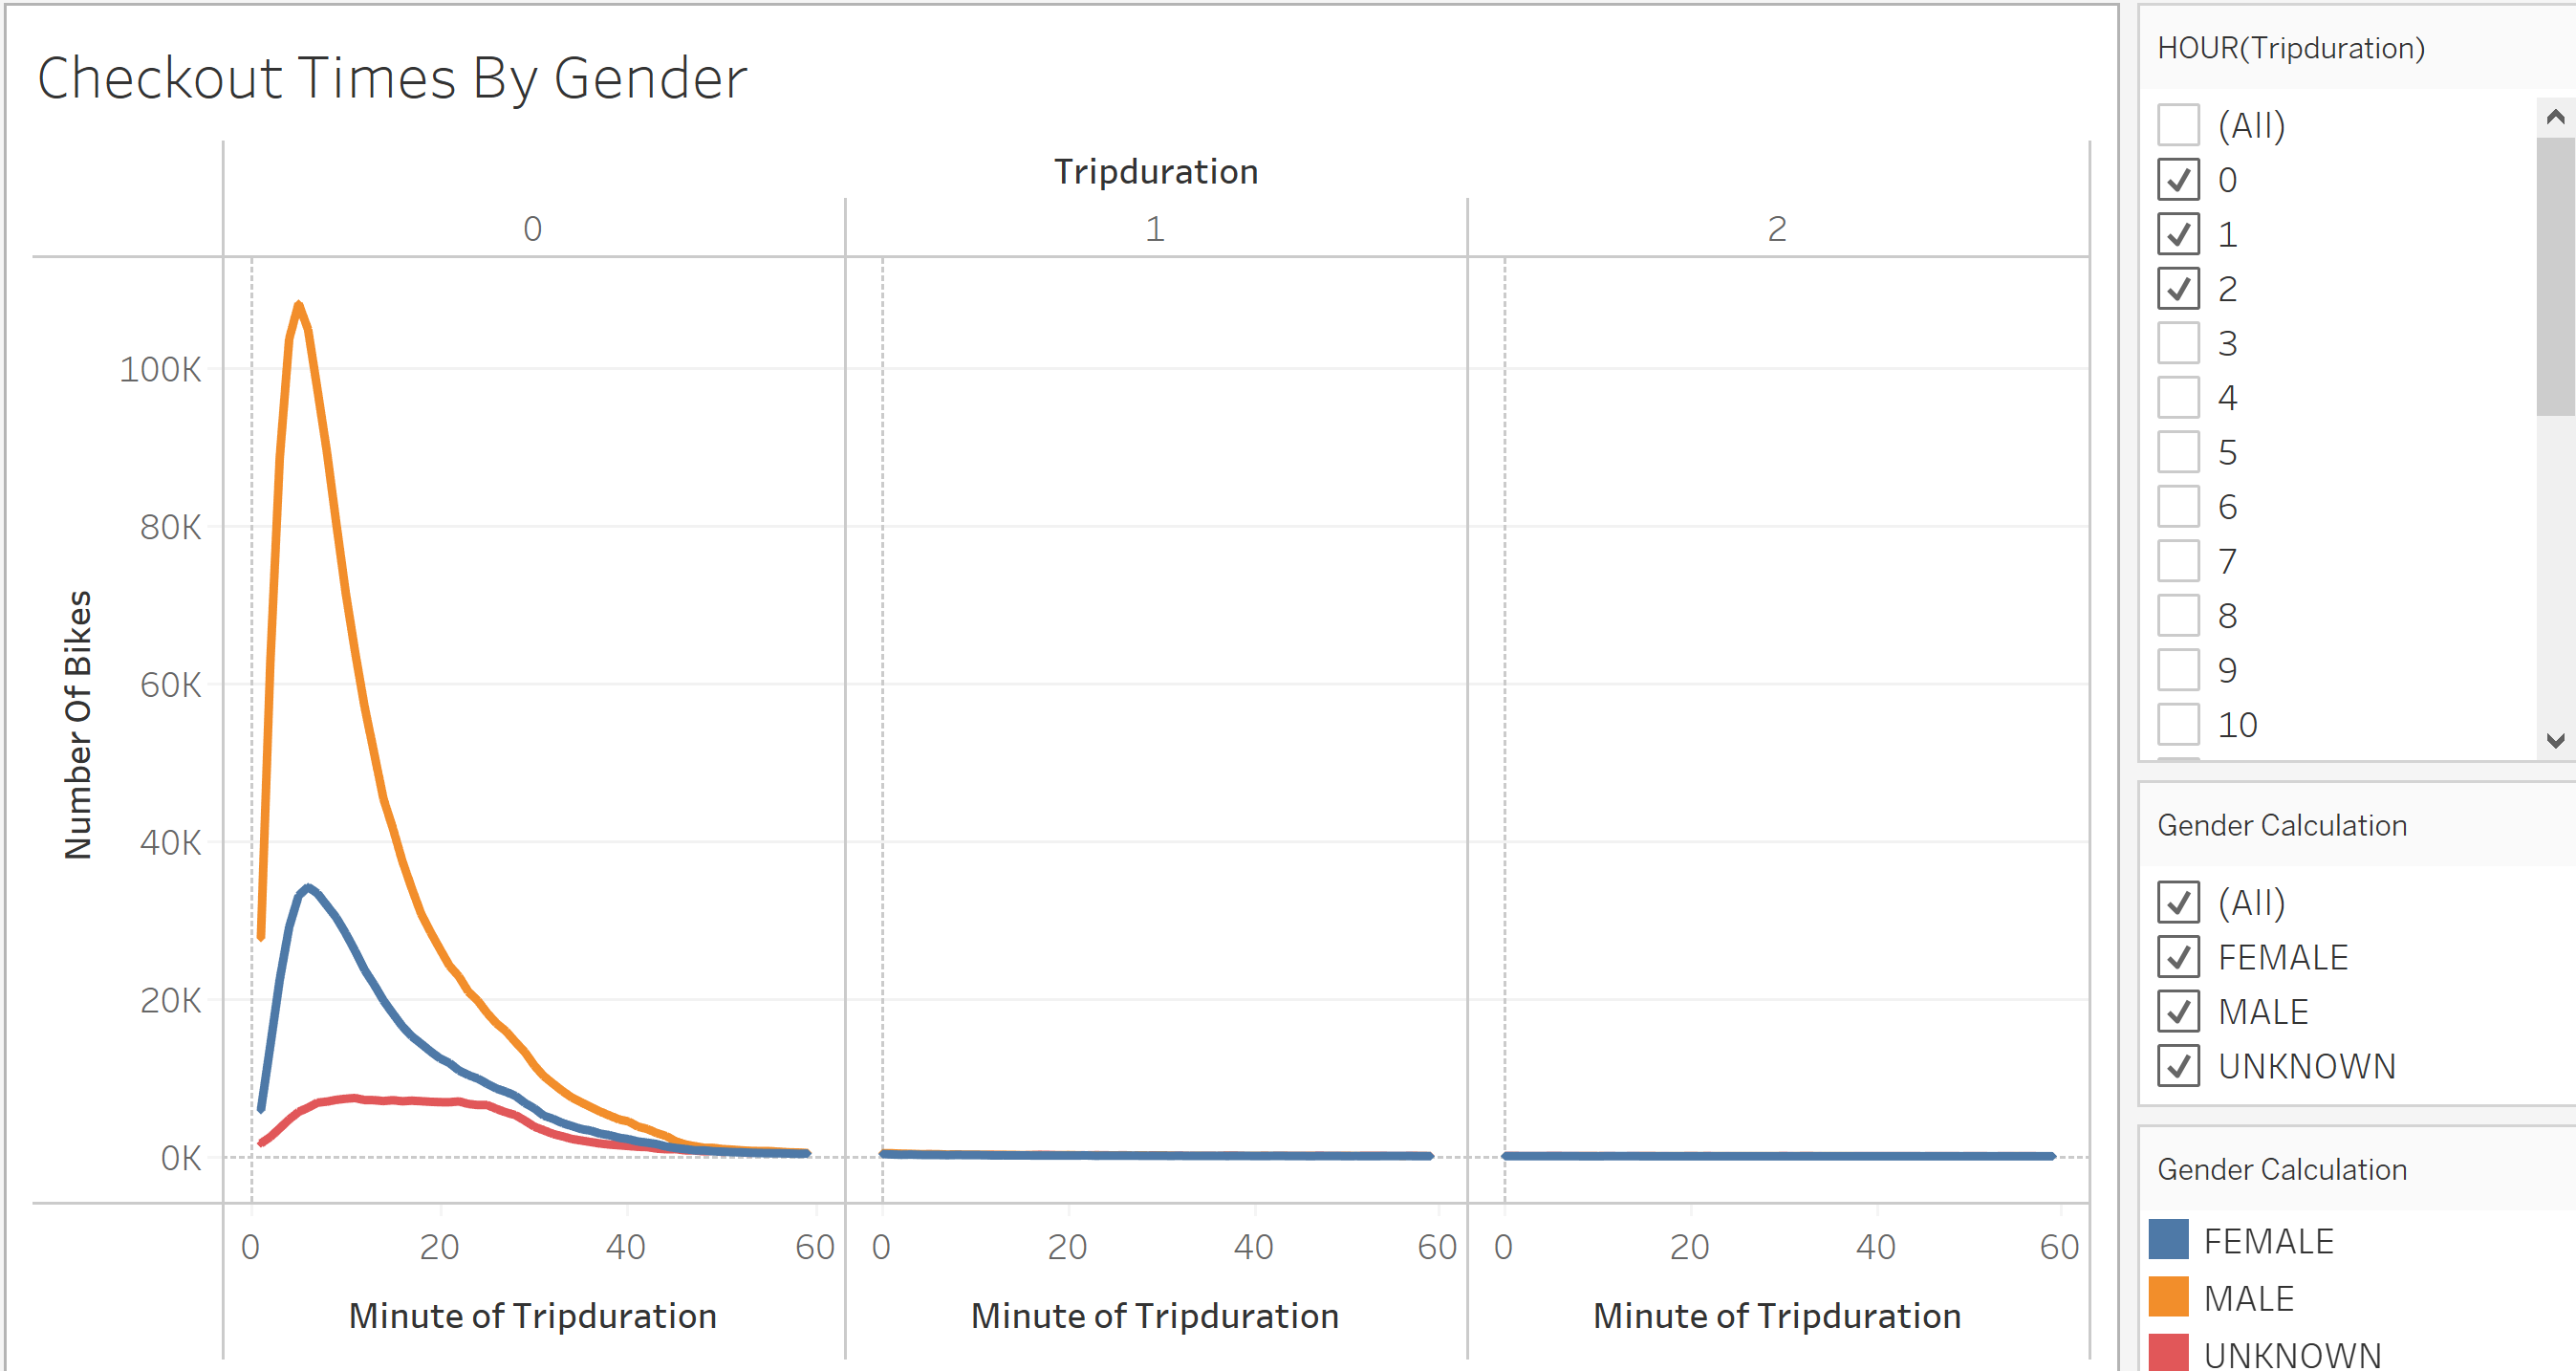 Checkout Times By Gender
Tripduration
0 1 2
Number Of Bikes
100K
80K
60K
40K
20K
0K
0 20 40 60 0 20 40 60 0 20 40 60
Minute of Tripduration Minute of Tripduration Minute of Tripduration
HOUR(Tripduration)
(All)
0
1
2
3
4
5
6
7
8
9
10
Gender Calculation
(All)
FEMALE
MALE
UNKNOWN
Gender Calculation
FEMALE
MALE
UNKNOWN